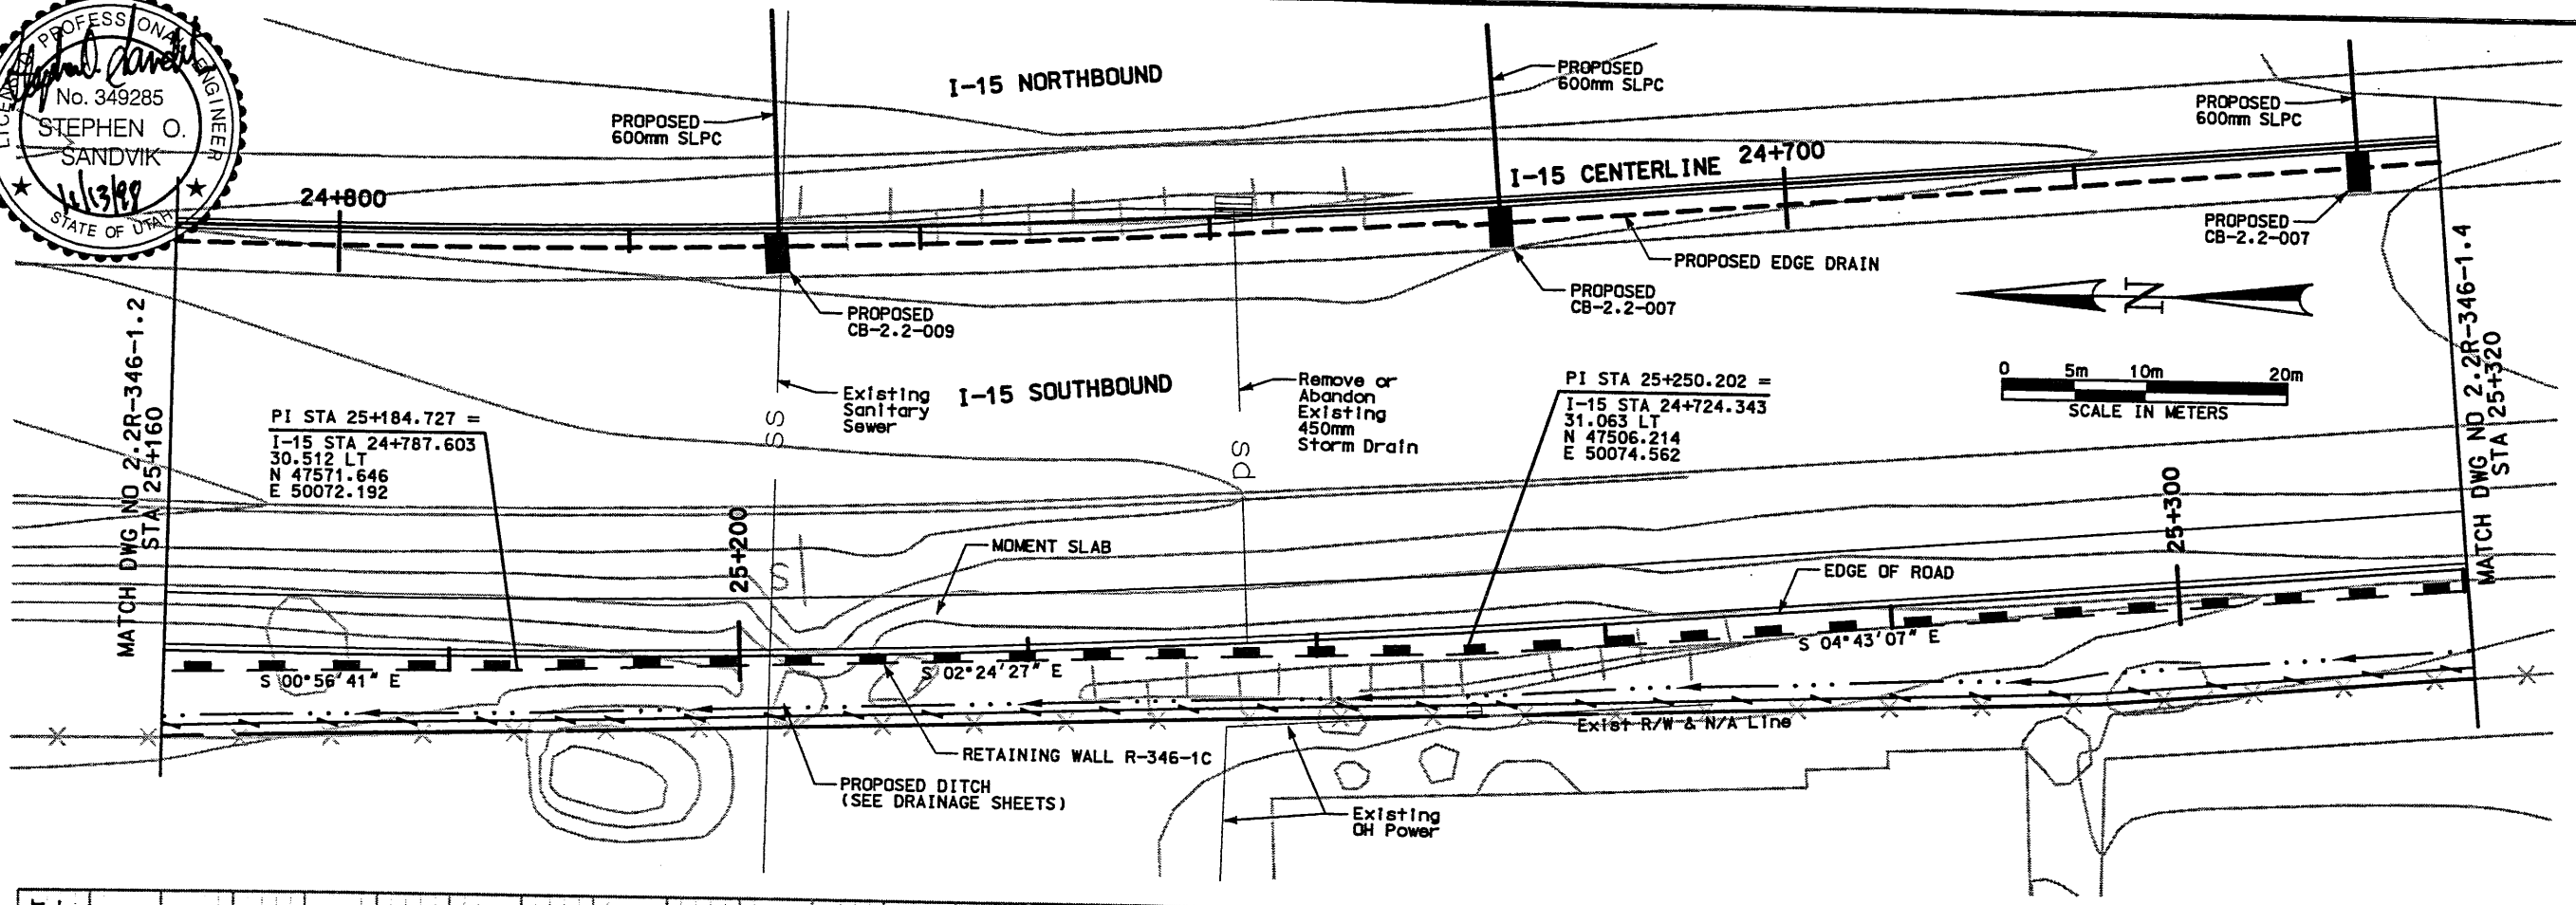 LICENSED PROFESSIONAL ENGINEER
No. 349285
STEPHEN O.
SANDVIK
STATE OF UTAH
I-15 NORTHBOUND
PROPOSED
600mm SLPC
PROPOSED
600mm SLPC
PROPOSED
600mm SLPC
24+800
I-15 CENTERLINE
24+700
PROPOSED
CB-2.2-009
PROPOSED EDGE DRAIN
PROPOSED
CB-2.2-007
PROPOSED
CB-2.2-007
N
MATCH DWG NO 2.2R-346-1.2
STA 25+160
MATCH DWG NO 2.2R-346-1.4
STA 25+320
Existing
Sanitary
Sewer
I-15 SOUTHBOUND
Remove or
Abandon
Existing
450mm
Storm Drain
PI STA 25+250.202 =
I-15 STA 24+724.343
31.063 LT
N 47506.214
E 50074.562
0 5m 10m 20m
SCALE IN METERS
PI STA 25+184.727 =
I-15 STA 24+787.603
30.512 LT
N 47571.646
E 50072.192
SS
SD
25+200
25+300
MOMENT SLAB
EDGE OF ROAD
S 00°56'41" E
S 02°24'27" E
S 04°43'07" E
Exist R/W & N/A Line
RETAINING WALL R-346-1C
PROPOSED DITCH
(SEE DRAINAGE SHEETS)
Existing
OH Power